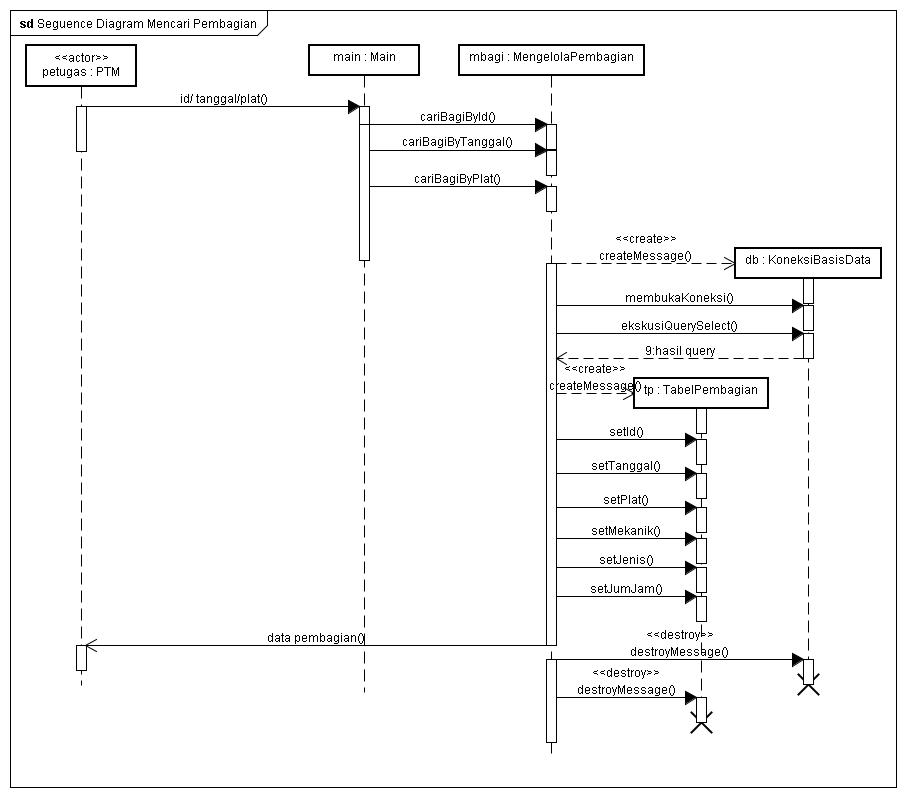 sd Seguence Diagram Mencari Pembagian
<<actor>>
petugas : PTM
main : Main
mbagi : MengelolaPembagian
id/ tanggal/plat()
cariBagiById()
cariBagiByTanggal()
cariBagiByPlat()
<<create>>
createMessage()
db : KoneksiBasisData
membukaKoneksi()
ekskusiQuerySelect()
9:hasil query
<<create>>
createMessage()
tp : TabelPembagian
setId()
setTanggal()
setPlat()
setMekanik()
setJenis()
setJumJam()
data pembagian()
<<destroy>>
destroyMessage()
<<destroy>>
destroyMessage()